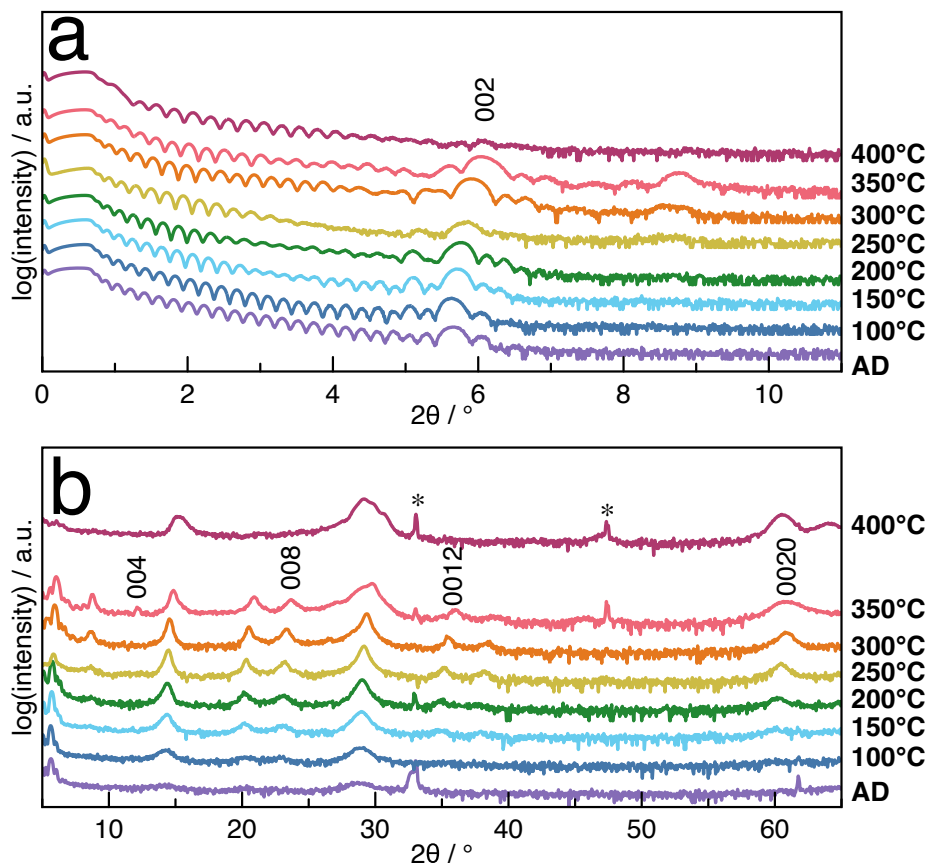 a
log(intensity) / a.u.
002
400°C
350°C
300°C
250°C
200°C
150°C
100°C
AD
0 2 4 6 8 10
2θ / °
b
log(intensity) / a.u.
* *
004 008 0012 0020
400°C
350°C
300°C
250°C
200°C
150°C
100°C
AD
10 20 30 40 50 60
2θ / °